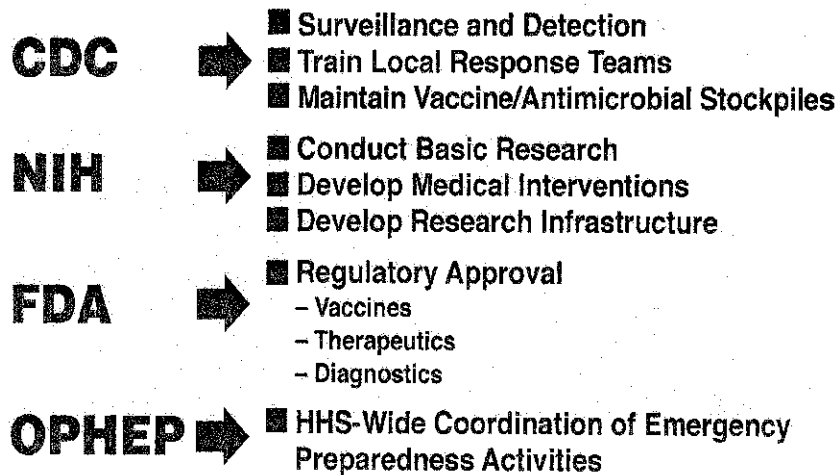 CDC
■ Surveillance and Detection
■ Train Local Response Teams
■ Maintain Vaccine/Antimicrobial Stockpiles
NIH
■ Conduct Basic Research
■ Develop Medical Interventions
■ Develop Research Infrastructure
FDA
■ Regulatory Approval
– Vaccines
– Therapeutics
– Diagnostics
OPHEP
■ HHS-Wide Coordination of Emergency
Preparedness Activities